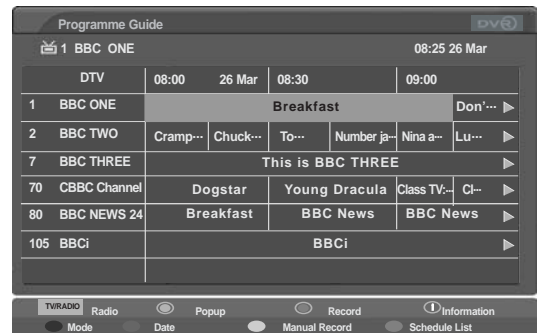 Programme Guide DVR
1 BBC ONE 08:25 26 Mar
DTV 08:00 26 Mar 08:30 09:00
1 BBC ONE Breakfast Don'···
2 BBC TWO Cramp··· Chuck··· To··· Number ja··· Nina a··· Lu···
7 BBC THREE This is BBC THREE
70 CBBC Channel Dogstar Young Dracula Class TV:··· Cl···
80 BBC NEWS 24 Breakfast BBC News BBC News
105 BBCi BBCi
TV/RADIO Radio Popup Record Information
Mode Date Manual Record Schedule List